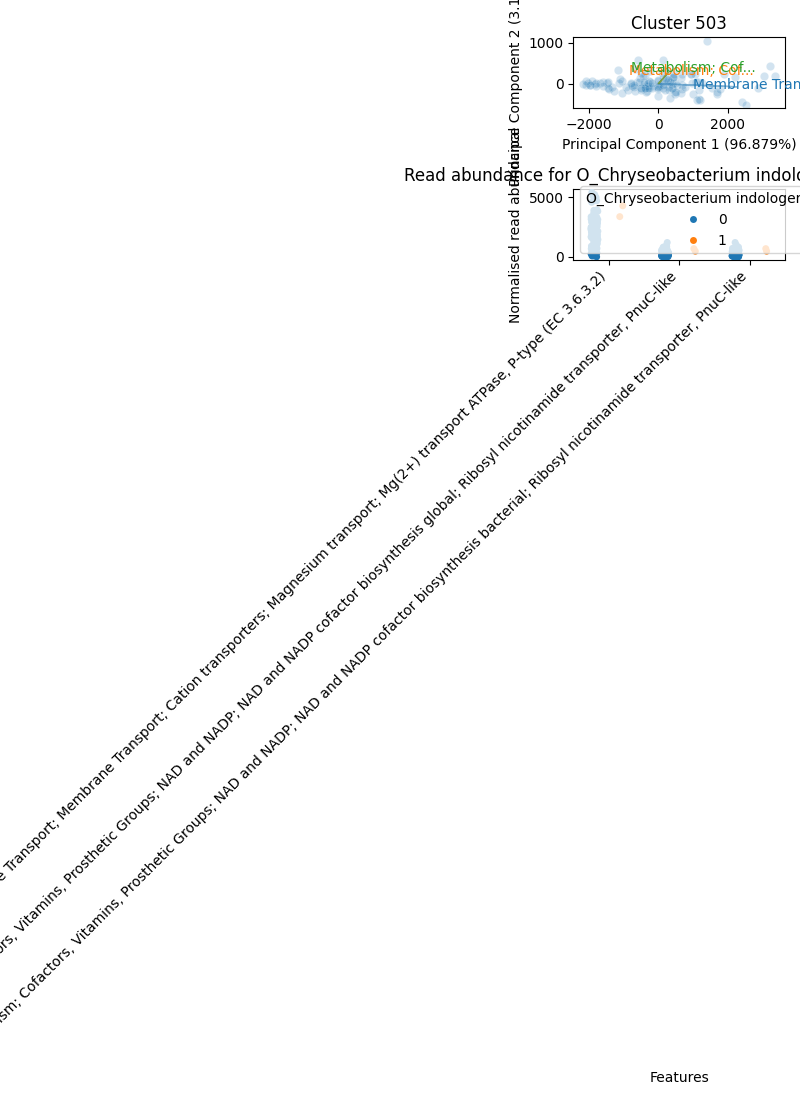 Cluster 503
Principal Component 2 (3.1
1000
0
Metabolism; Cof...
Metabolism; Cof...
Membrane Tran
−2000
0
2000
Principal Component 1 (96.879%)
Read abundance for O_Chryseobacterium indolo
Normalised read abundance
5000
0
O_Chryseobacterium indologen
0
1
e Transport; Membrane Transport; Cation transporters; Magnesium transport; Mg(2+) transport ATPase, P-type (EC 3.6.3.2)
ors, Vitamins, Prosthetic Groups; NAD and NADP; NAD and NADP cofactor biosynthesis global; Ribosyl nicotinamide transporter, PnuC-like
ism; Cofactors, Vitamins, Prosthetic Groups; NAD and NADP; NAD and NADP cofactor biosynthesis bacterial; Ribosyl nicotinamide transporter, PnuC-like
Features